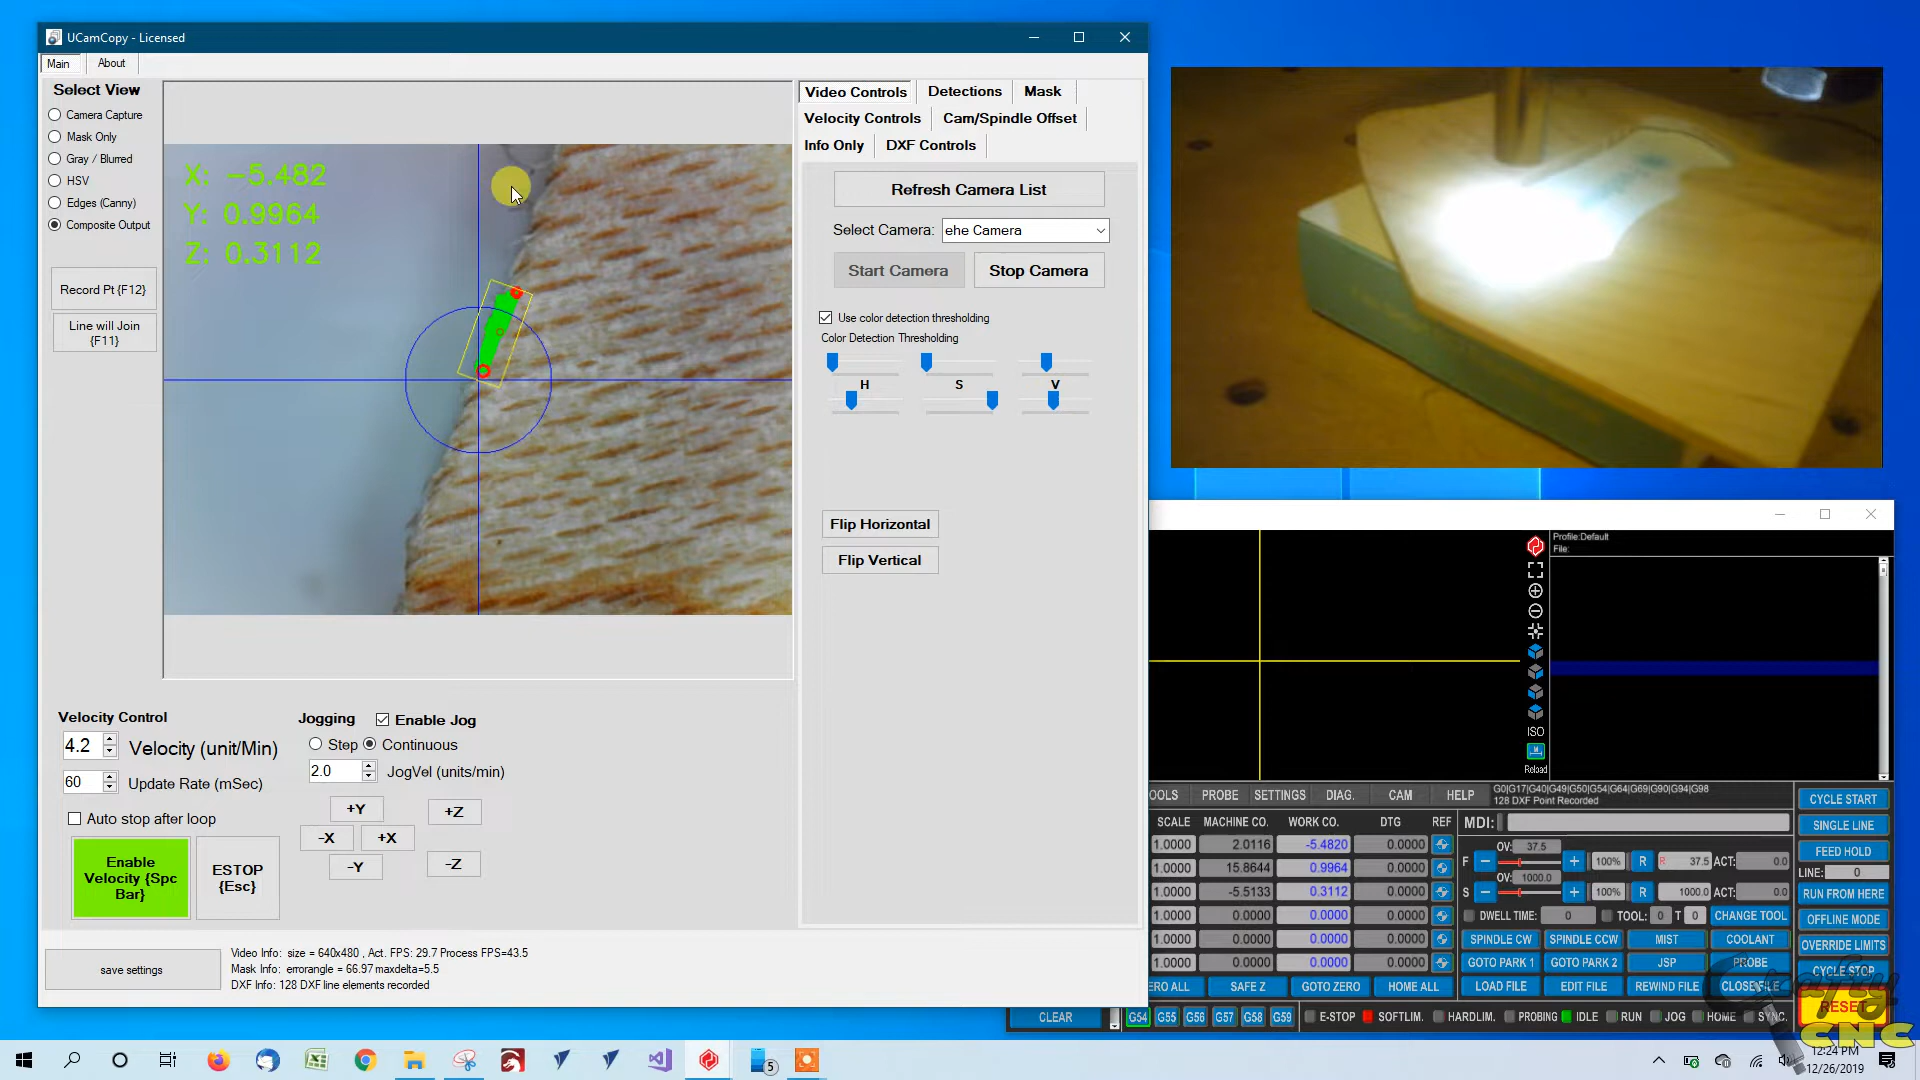 UCamCopy - Licensed
Main
About
Select View
Camera Capture
Mask Only
Gray / Blurred
HSV
Edges (Canny)
Composite Output
Record Pt {F12}
Line will Join
{F11}
X: -5.482
Y: 0.9964
Z: 0.3112
Video Controls
Detections
Mask
Velocity Controls
Cam/Spindle Offset
Info Only
DXF Controls
Refresh Camera List
Select Camera:
ehe Camera
Start Camera
Stop Camera
Use color detection thresholding
Color Detection Thresholding
H
S
V
Flip Horizontal
Flip Vertical
Velocity Control
4.2
Velocity (unit/Min)
60
Update Rate (mSec)
Auto stop after loop
Enable
Velocity {Spc
Bar}
ESTOP
{Esc}
Jogging
Enable Jog
Step
Continuous
2.0
JogVel (units/min)
+Y
-X
+X
-Y
+Z
-Z
save settings
Video Info: size = 640x480 , Act. FPS: 29.7 Process FPS=43.5
Mask Info: errorangle = 66.97 maxdelta=5.5
DXF Info: 128 DXF line elements recorded
Profile:Default
File:
ISO
Reload
OOLS
PROBE
SETTINGS
DIAG.
CAM
HELP
G0|G17|G40|G49|G50|G54|G64|G69|G90|G94|G98
128 DXF Point Recorded
SCALE MACHINE CO. WORK CO. DTG REF
1.0000 2.0116 -5.4820 0.0000
1.0000 15.8644 0.9964 0.0000
1.0000 -5.5133 0.3112 0.0000
1.0000 0.0000 0.0000 0.0000
1.0000 0.0000 0.0000 0.0000
1.0000 0.0000 0.0000 0.0000
ERO ALL
SAFE Z
GOTO ZERO
HOME ALL
CLEAR
G54
G55
G56
G57
G58
G59
MDI:
OV: 37.5
F - + 100% R R 37.5 ACT: 0.0
OV: 1000.0
S - + 100% R 1000.0 ACT: 0.0
DWELL TIME: 0 TOOL: 0 T 0 CHANGE TOOL
SPINDLE CW
SPINDLE CCW
MIST
COOLANT
GOTO PARK 1
GOTO PARK 2
JSP
PROBE
LOAD FILE
EDIT FILE
REWIND FILE
CLOSE FILE
E-STOP
SOFTLIM.
HARDLIM.
PROBING
IDLE
RUN
JOG
HOME
SYNC.
CYCLE START
SINGLE LINE
FEED HOLD
LINE: 0
RUN FROM HERE
OFFLINE MODE
OVERRIDE LIMITS
CYCLE STOP
RESET
Crafty
CNC
5
12:24 PM
12/26/2019